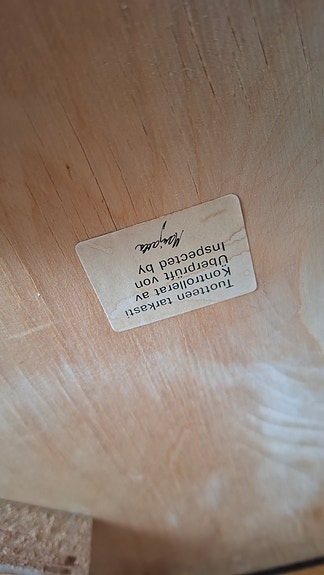 Tuotteen tarkasti
Kontrollerat av
Überprüft von
Inspected by